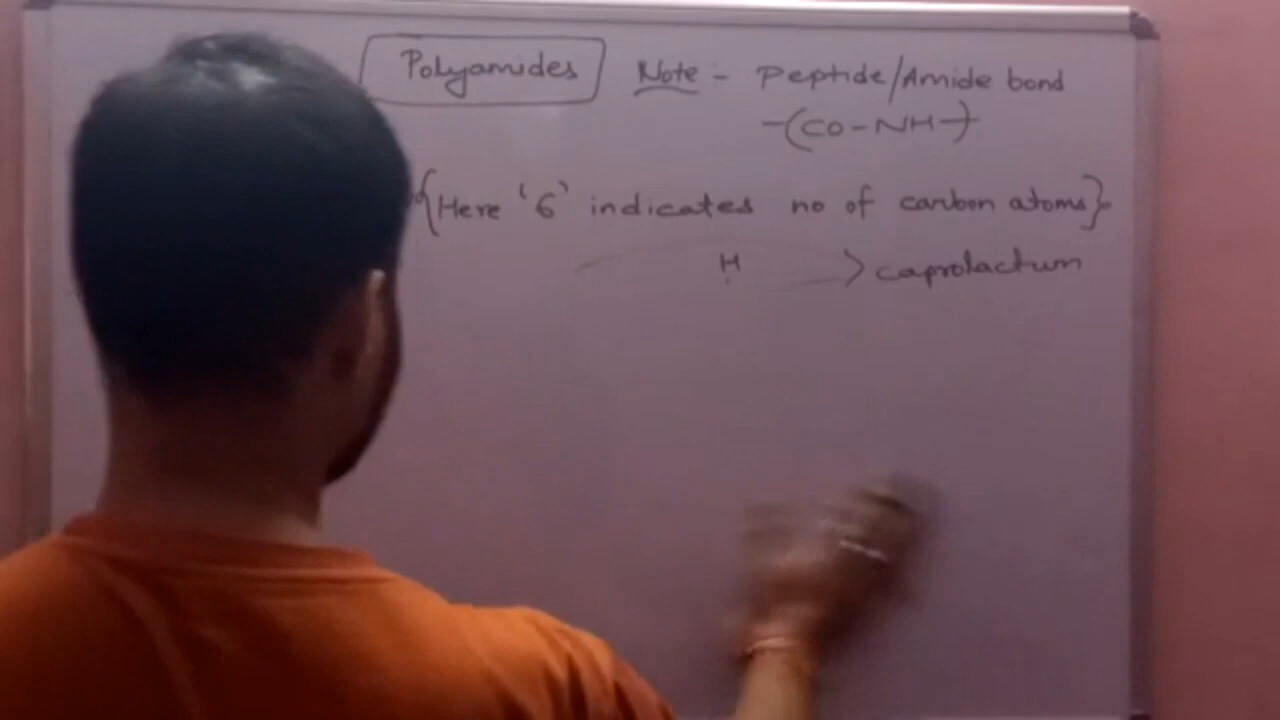 Polyamides Note - Peptide/Amide bond
-(CO-NH-)-
{Here '6' indicates no of carbon atoms}
H > caprolactum